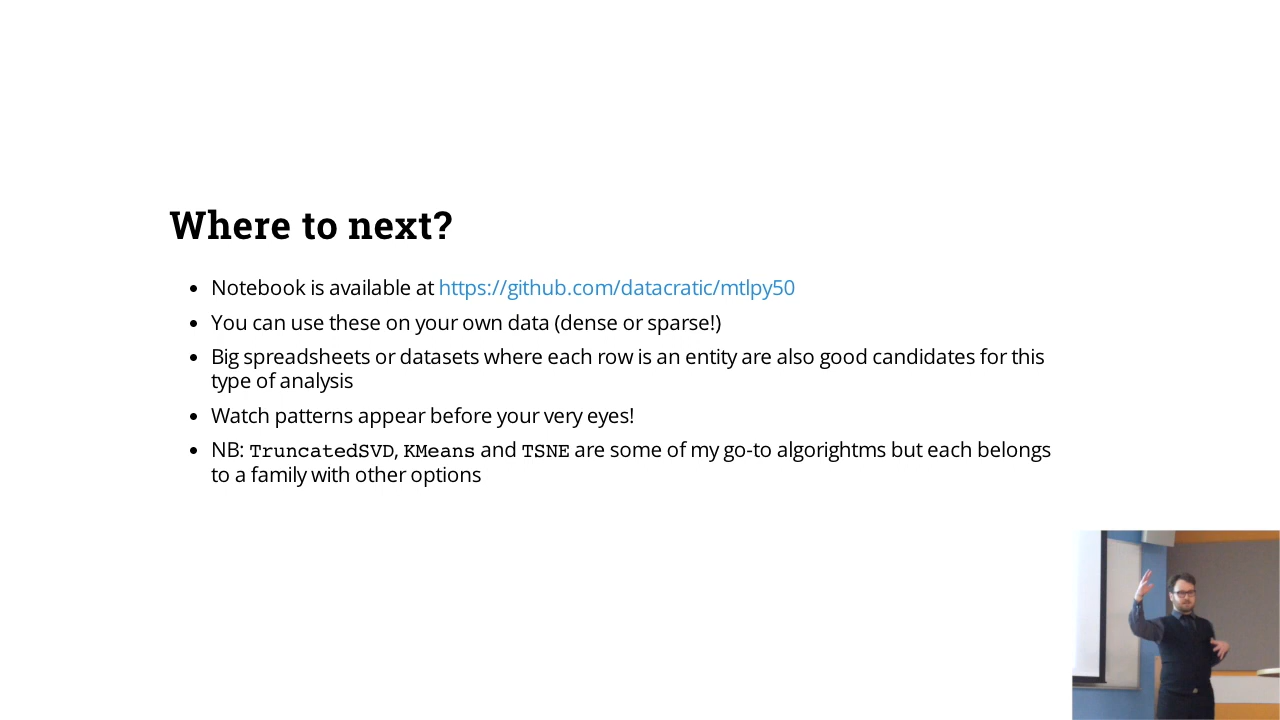 Where to next?
Notebook is available at https://github.com/datacratic/mtlpy50
You can use these on your own data (dense or sparse!)
Big spreadsheets or datasets where each row is an entity are also good candidates for this
type of analysis
Watch patterns appear before your very eyes!
NB: TruncatedSVD, KMeans and TSNE are some of my go-to algorightms but each belongs
to a family with other options